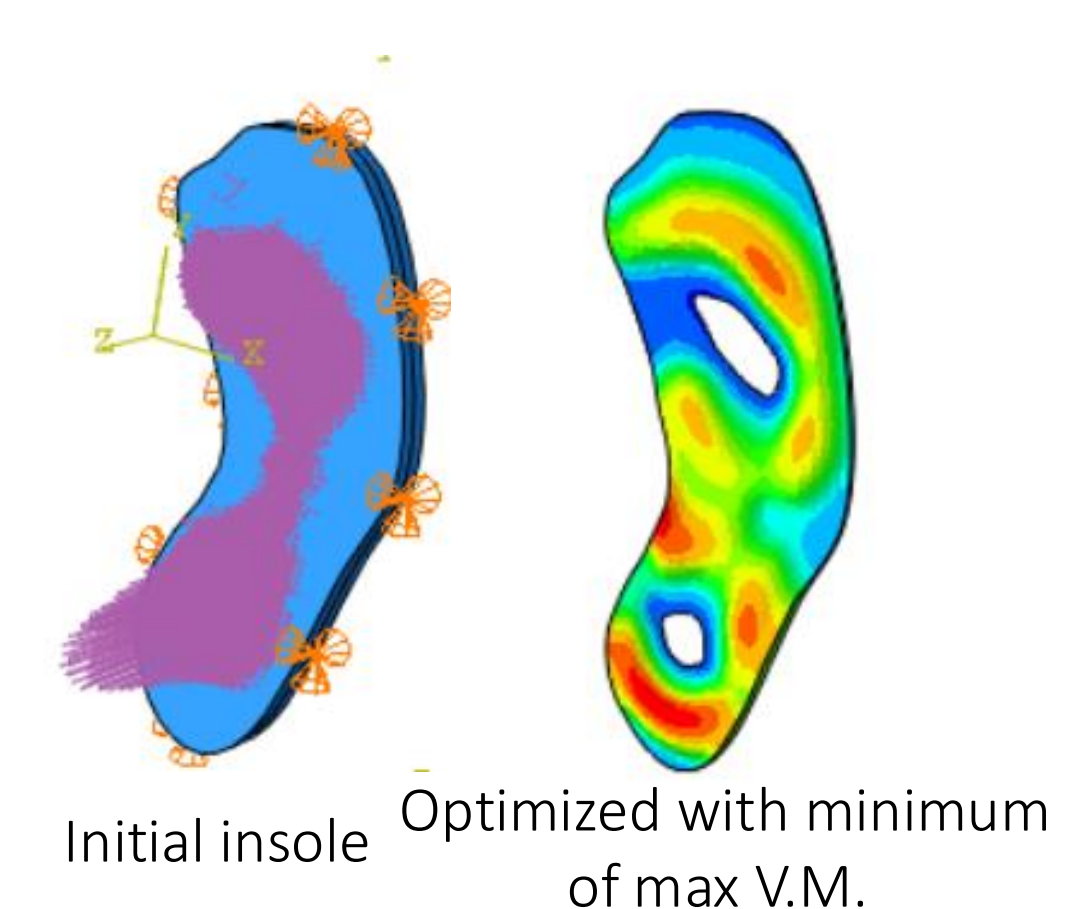 Y
Z
X
Initial insole
Optimized with minimum
of max V.M.